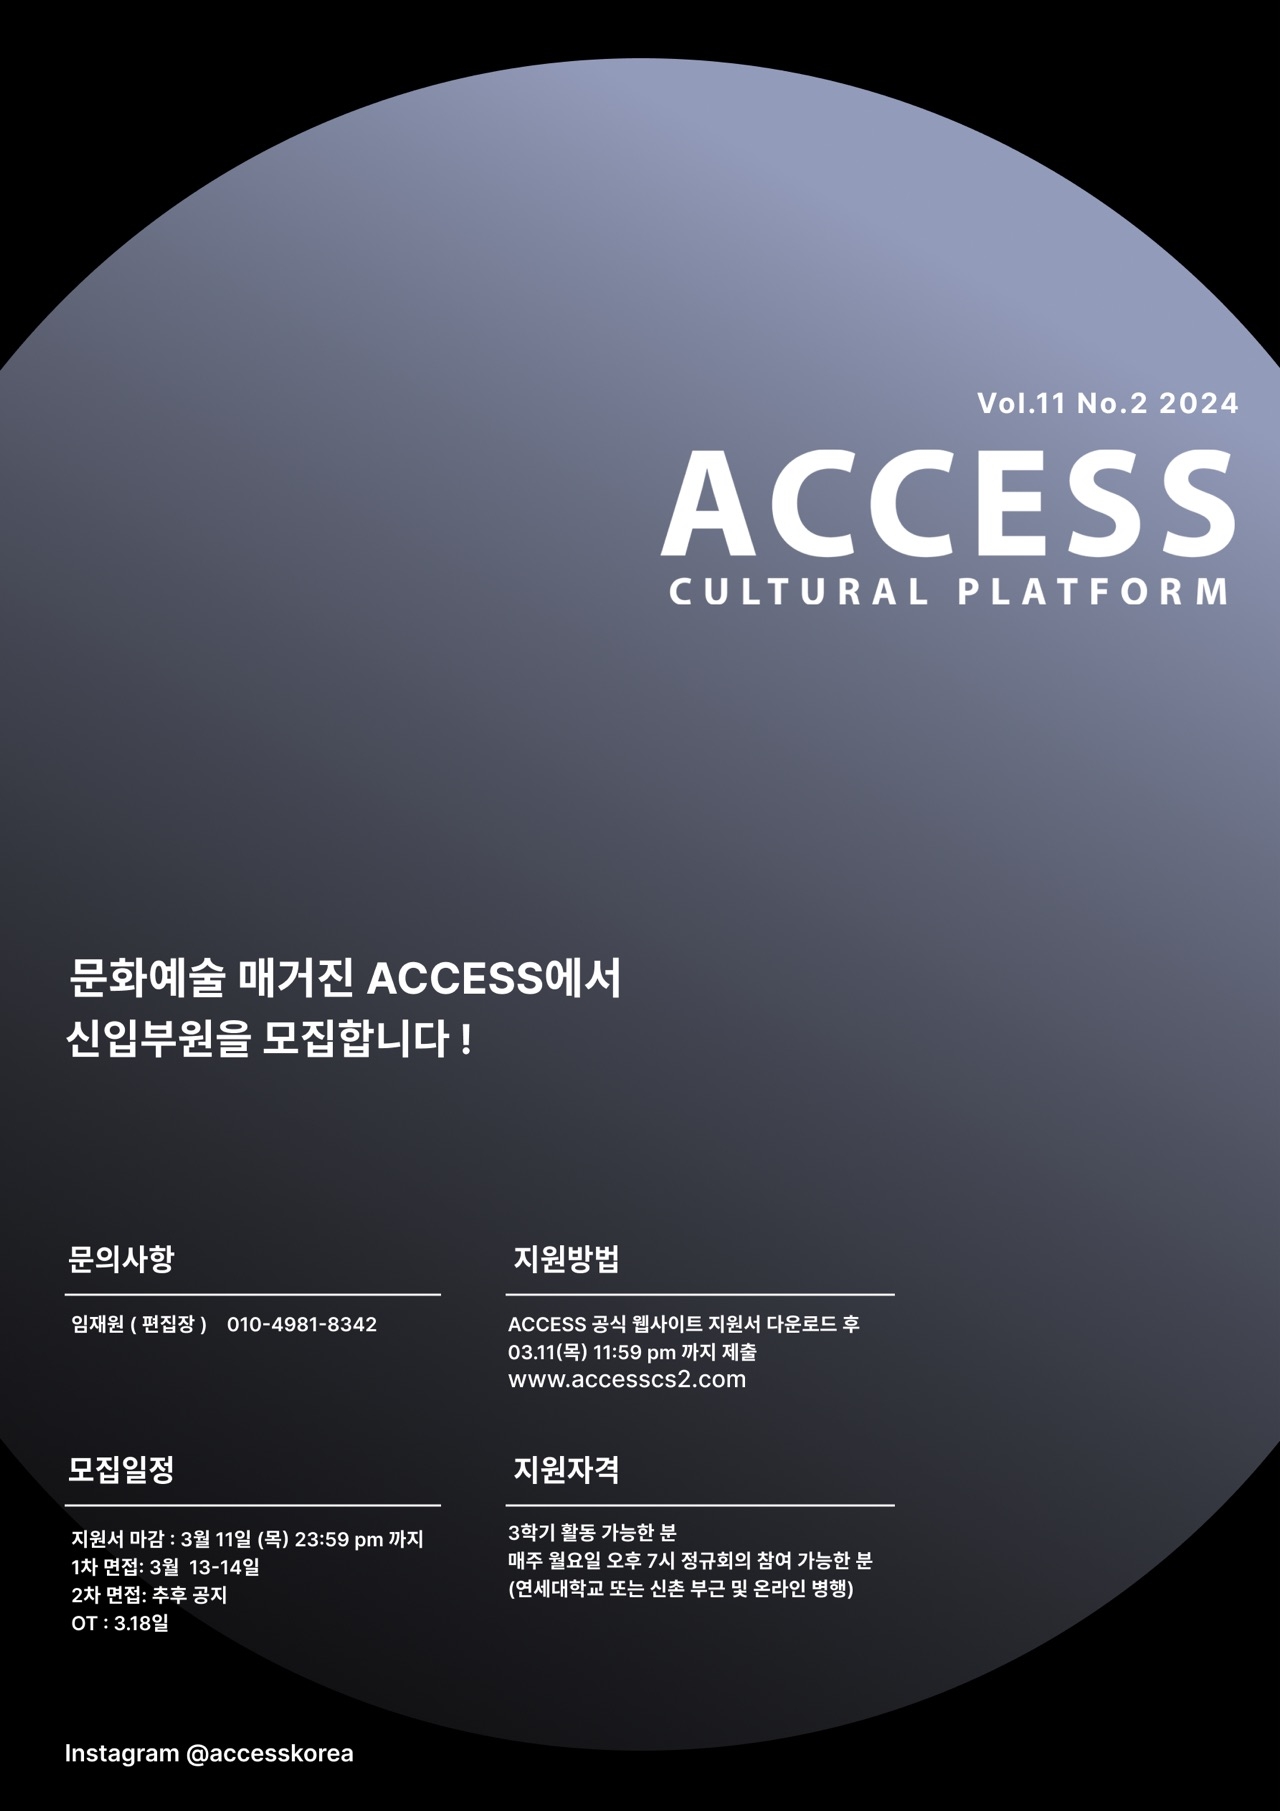 Vol.11 No.2 2024
ACCESS
CULTURAL PLATFORM
문화예술 매거진 ACCESS에서
신입부원을 모집합니다 !
문의사항
임재원 ( 편집장 ) 010-4981-8342
지원방법
ACCESS 공식 웹사이트 지원서 다운로드 후
03.11(목) 11:59 pm 까지 제출
www.accesscs2.com
모집일정
지원서 마감 : 3월 11일 (목) 23:59 pm 까지
1차 면접: 3월 13-14일
2차 면접: 추후 공지
OT : 3.18일
지원자격
3학기 활동 가능한 분
매주 월요일 오후 7시 정규회의 참여 가능한 분
(연세대학교 또는 신촌 부근 및 온라인 병행)
Instagram @accesskorea